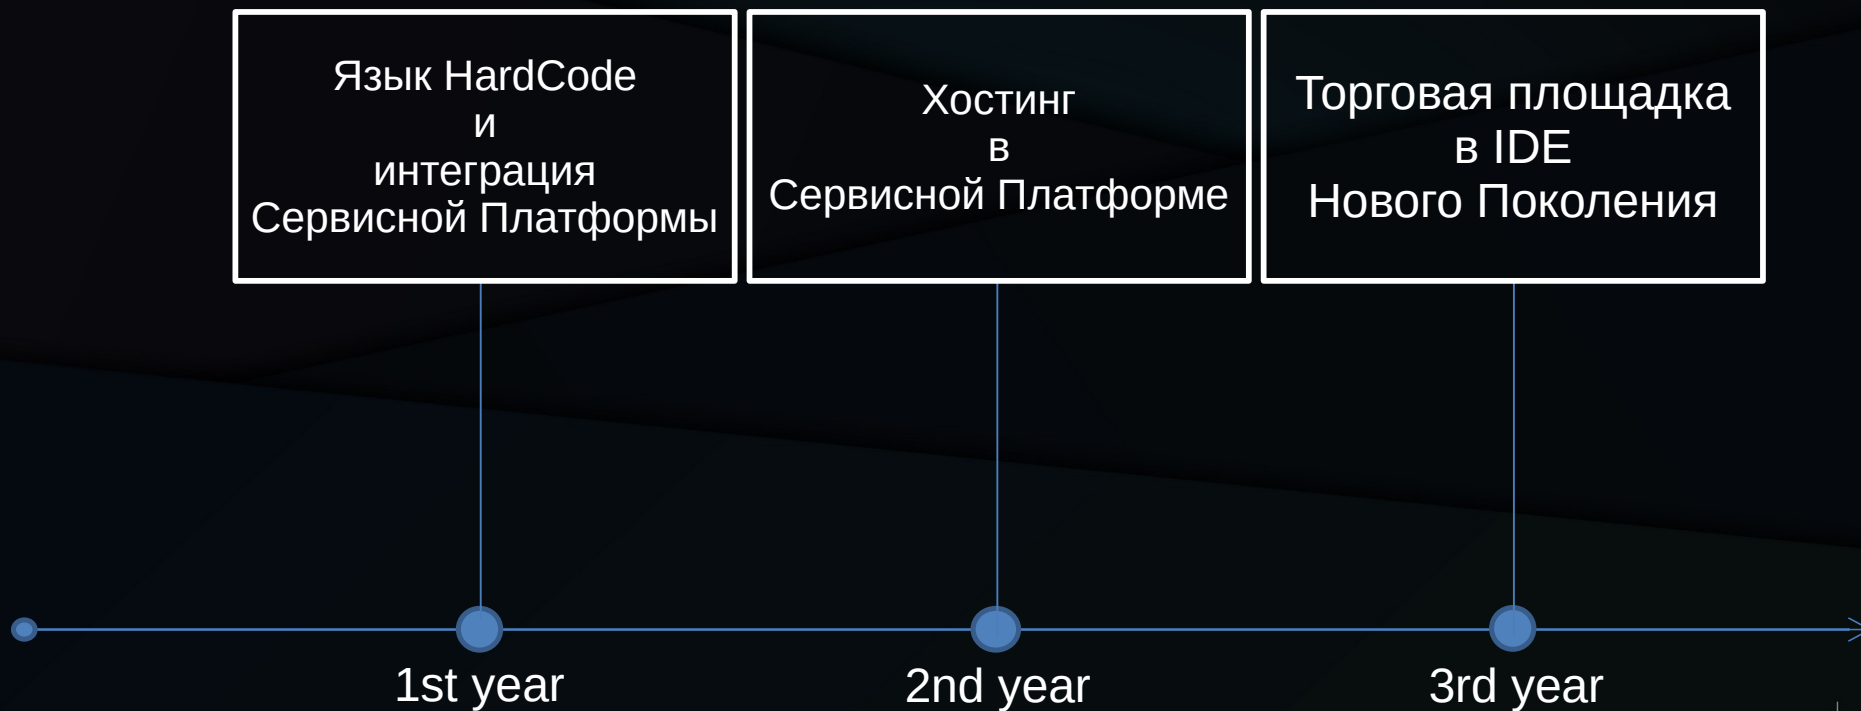 Язык HardCode
и
интеграция
Сервисной Платформы
Хостинг
в
Сервисной Платформе
Торговая площадка
в IDE
Нового Поколения
1st year
2nd year
3rd year